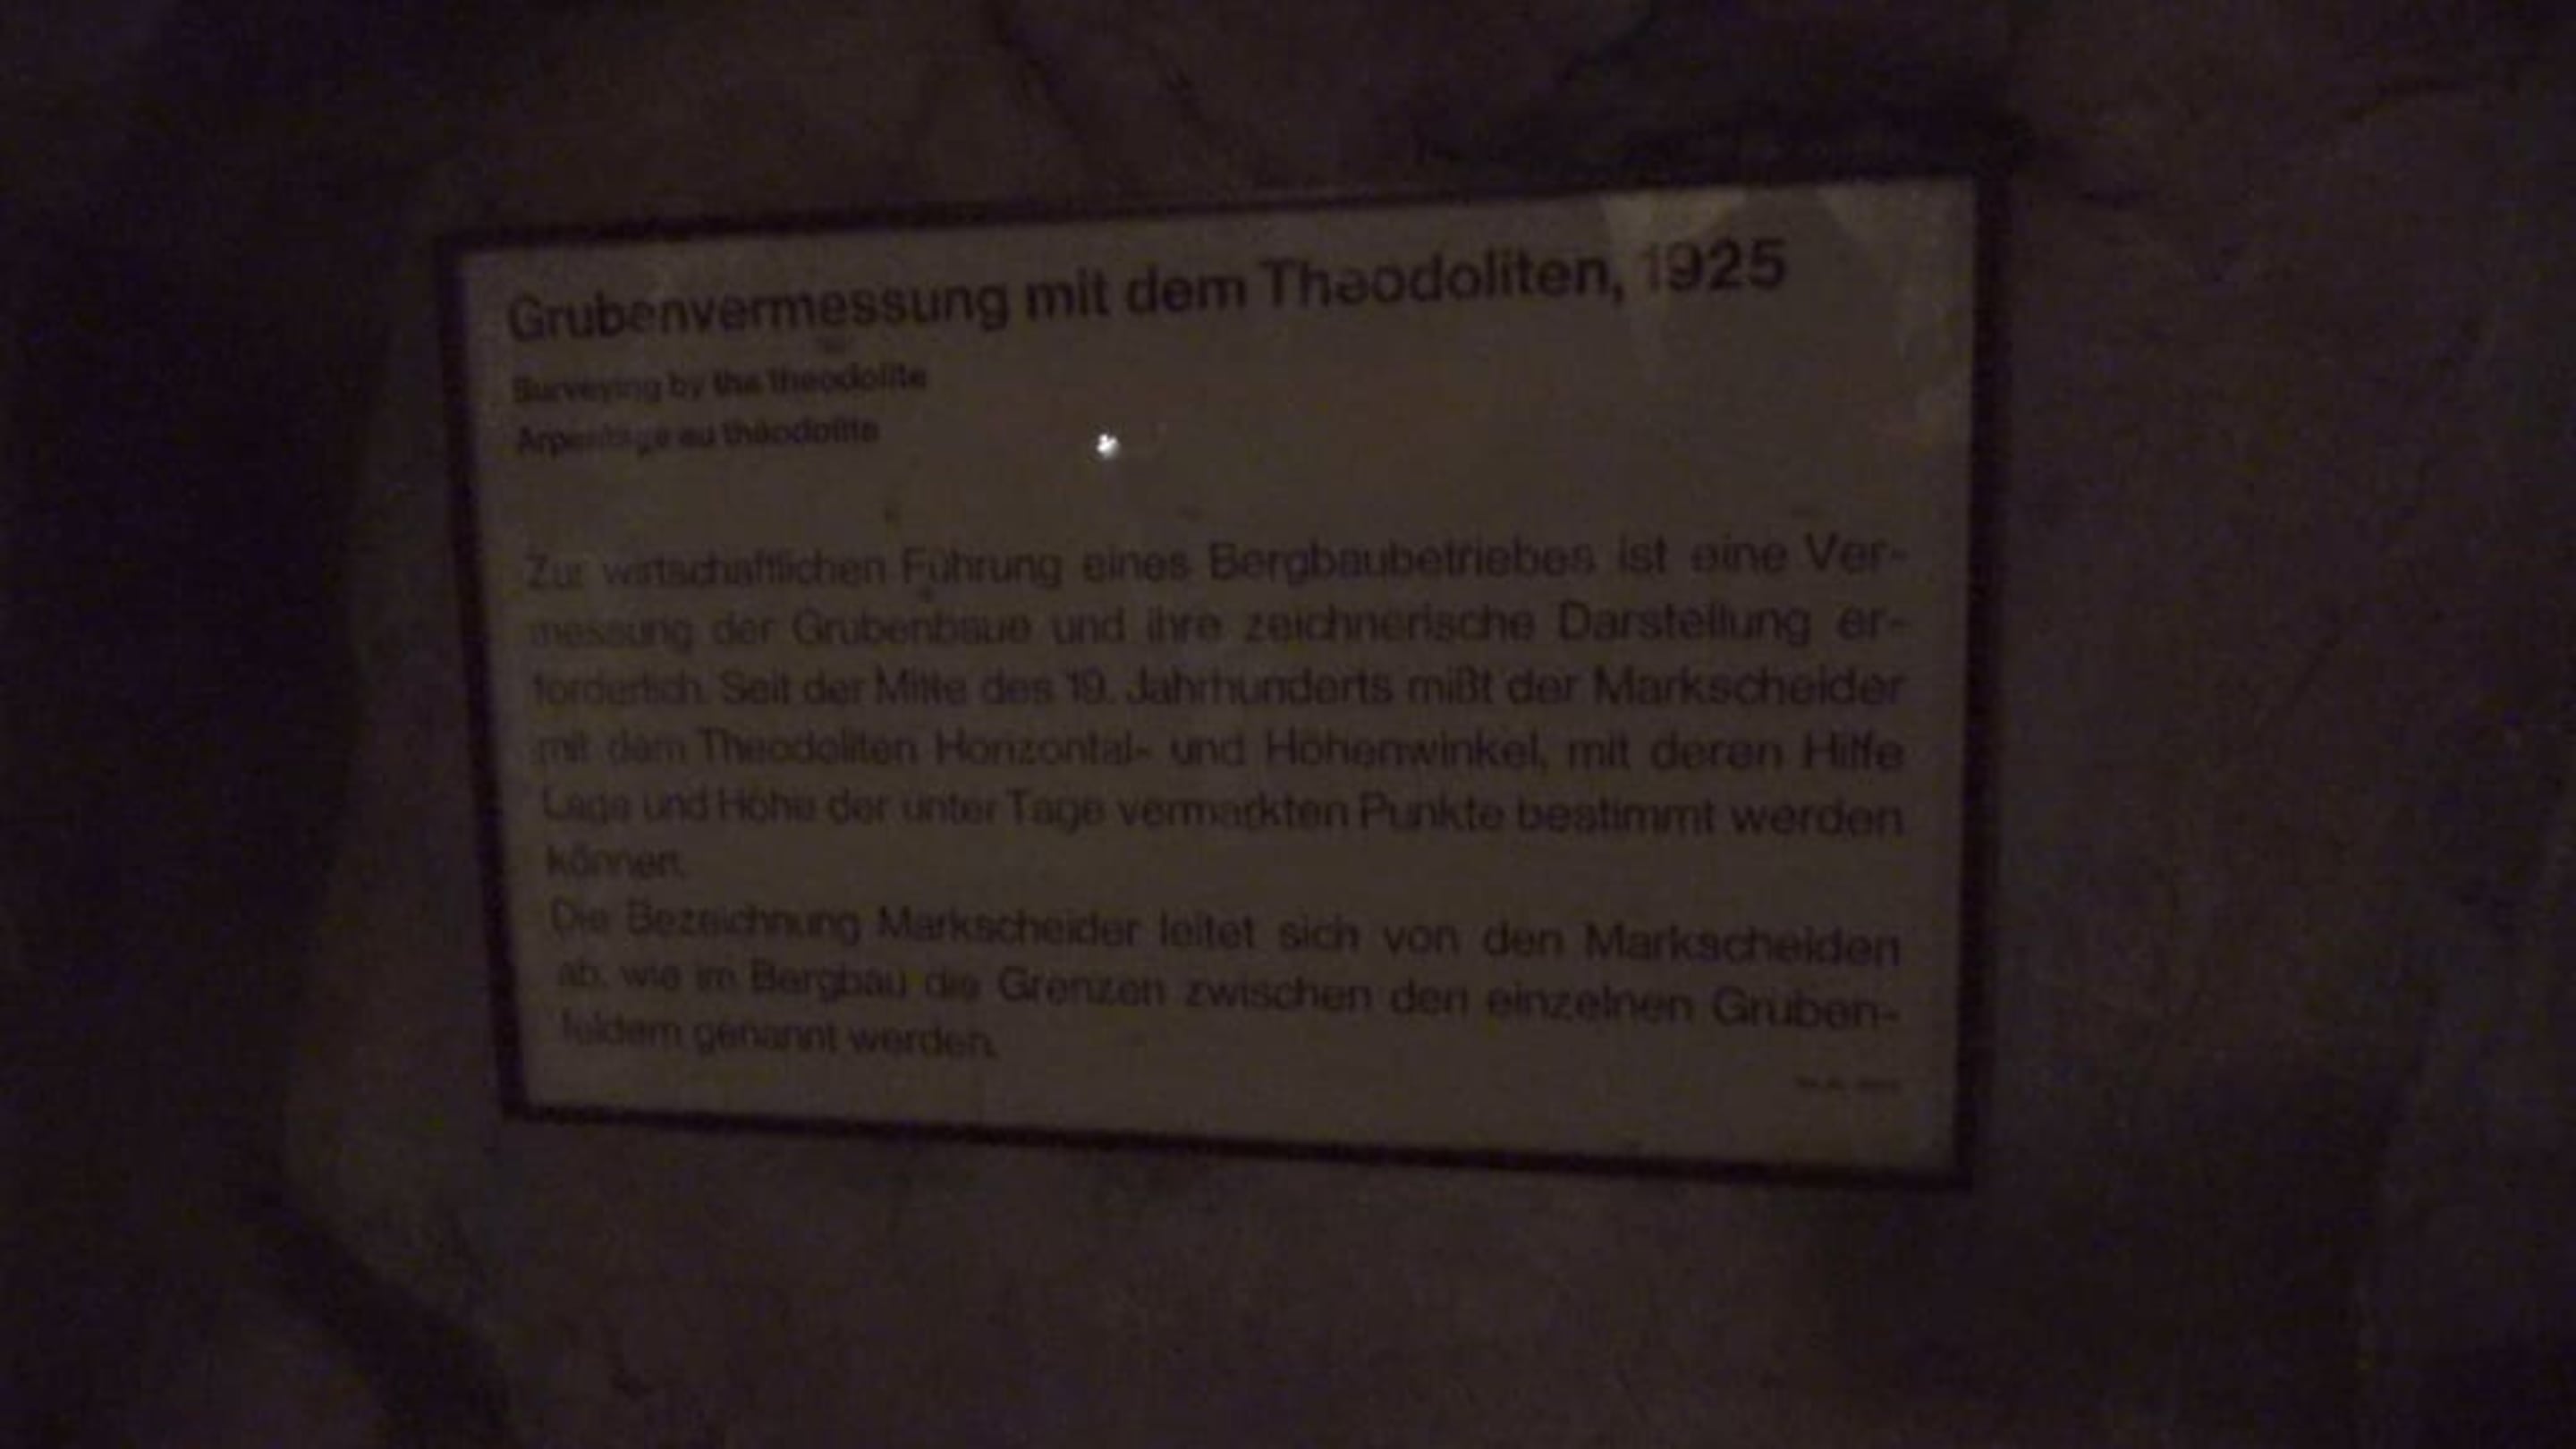 Grubenvermessung mit dem Theodoliten, 1925
Surveying by the theodolite
Arpentage au théodolite
Zur wirtschaftlichen Führung eines Bergbaubetriebes ist eine Ver-
messung der Grubenbaue und ihre zeichnerische Darstellung er-
forderlich. Seit der Mitte des 19. Jahrhunderts mißt der Markscheider
mit dem Theodoliten Horizontal- und Höhenwinkel, mit deren Hilfe
Lage und Höhe der unter Tage vermarkten Punkte bestimmt werden
können.
Die Bezeichnung Markscheider leitet sich von den Markscheiden
ab, wie im Bergbau die Grenzen zwischen den einzelnen Gruben-
feldern genannt werden.